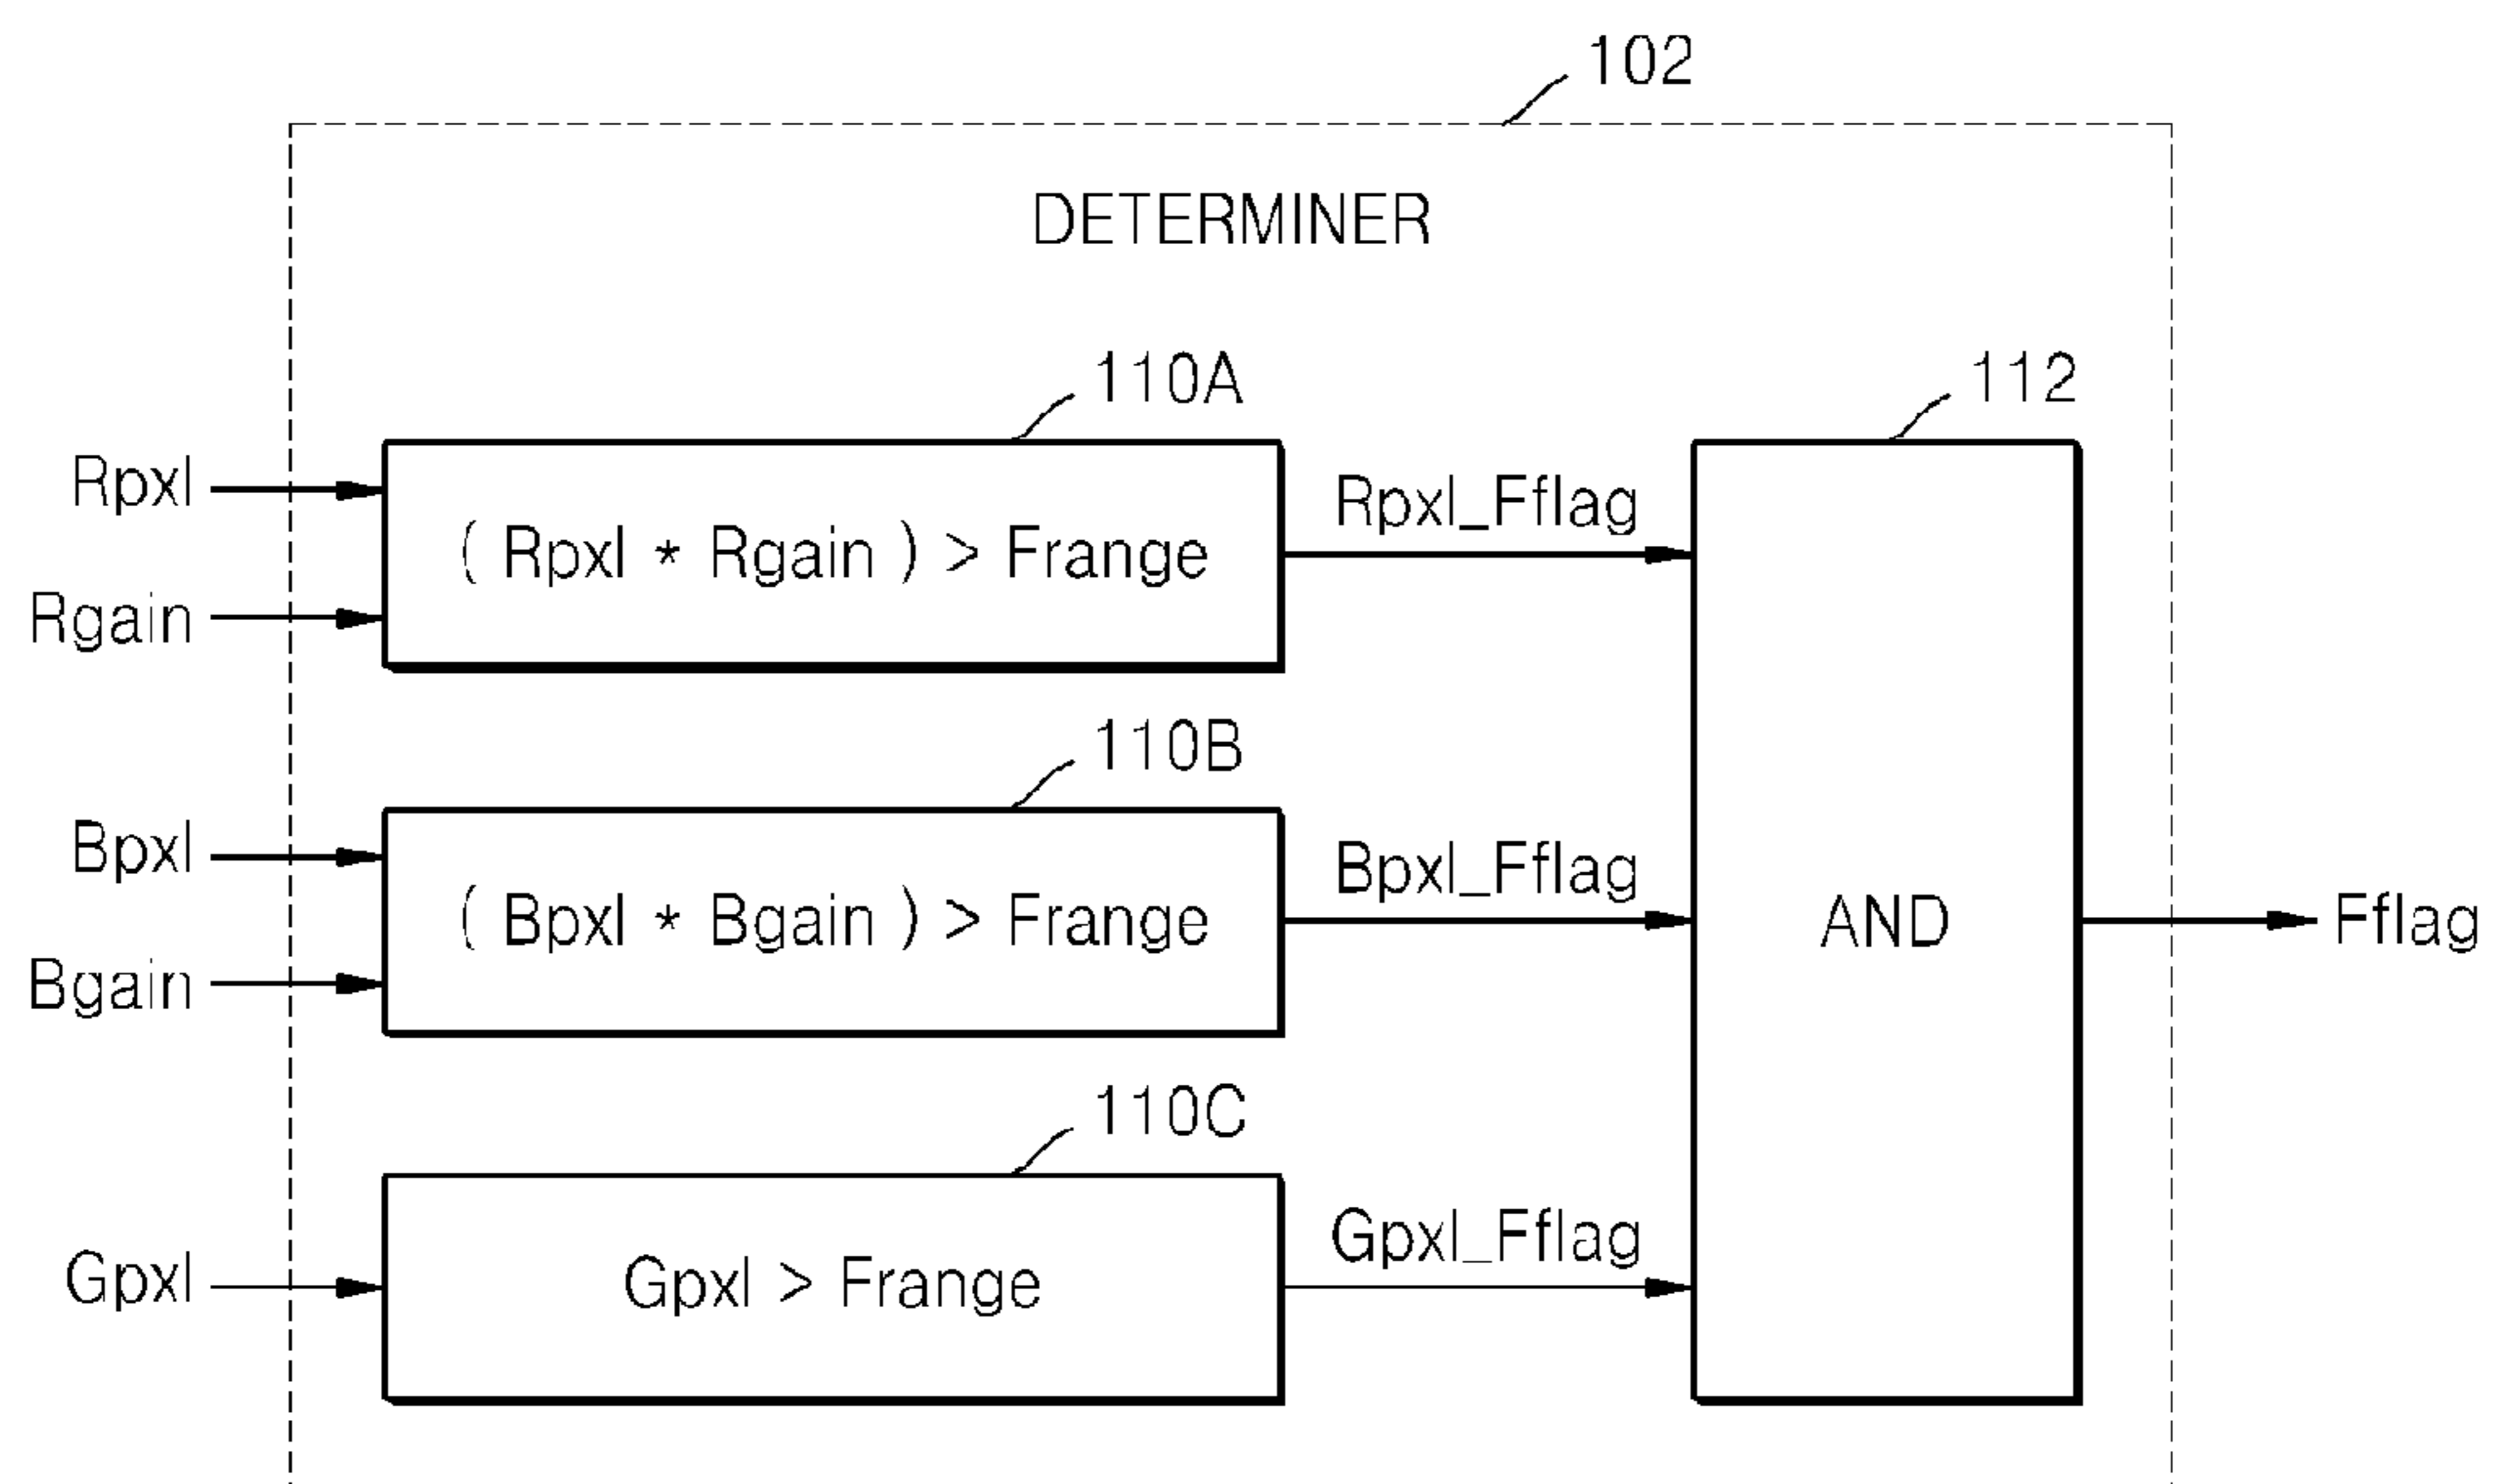 102
DETERMINER
110A
112
Rpxl
Rgain
( Rpxl * Rgain ) > Frange
Rpxl_Fflag
110B
Bpxl
Bgain
( Bpxl * Bgain ) > Frange
Bpxl_Fflag
AND
Fflag
110C
Gpxl
Gpxl > Frange
Gpxl_Fflag